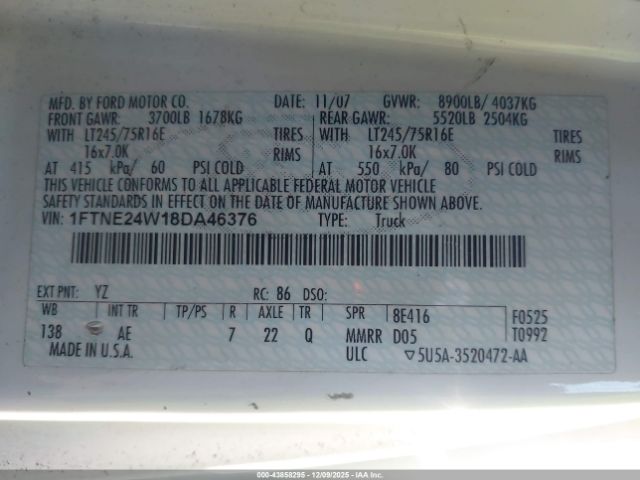 MFD. BY FORD MOTOR CO. DATE: 11/07 GVWR: 8900LB/ 4037KG
FRONT GAWR: 3700LB 1678KG REAR GAWR: 5520LB 2504KG
WITH LT245/75R16E TIRES WITH LT245/75R16E TIRES
16x7.0K RIMS 16x7.0K RIMS
AT 415 kPa/ 60 PSI COLD AT 550 kPa/ 80 PSI COLD
THIS VEHICLE CONFORMS TO ALL APPLICABLE FEDERAL MOTOR VEHICLE
SAFETY STANDARDS IN EFFECT ON THE DATE OF MANUFACTURE SHOWN ABOVE.
VIN: 1FTNE24W18DA46376 TYPE: Truck
EXT PNT: YZ RC: 86 DSO:
WB INT TR TP/PS R AXLE TR SPR 8E416 F0525
138 AE 7 22 Q MMRR D05 T0992
MADE IN U.S.A. ULC ▽5U5A-3520472-AA
000-43858295 - 12/09/2025 - IAA, Inc.